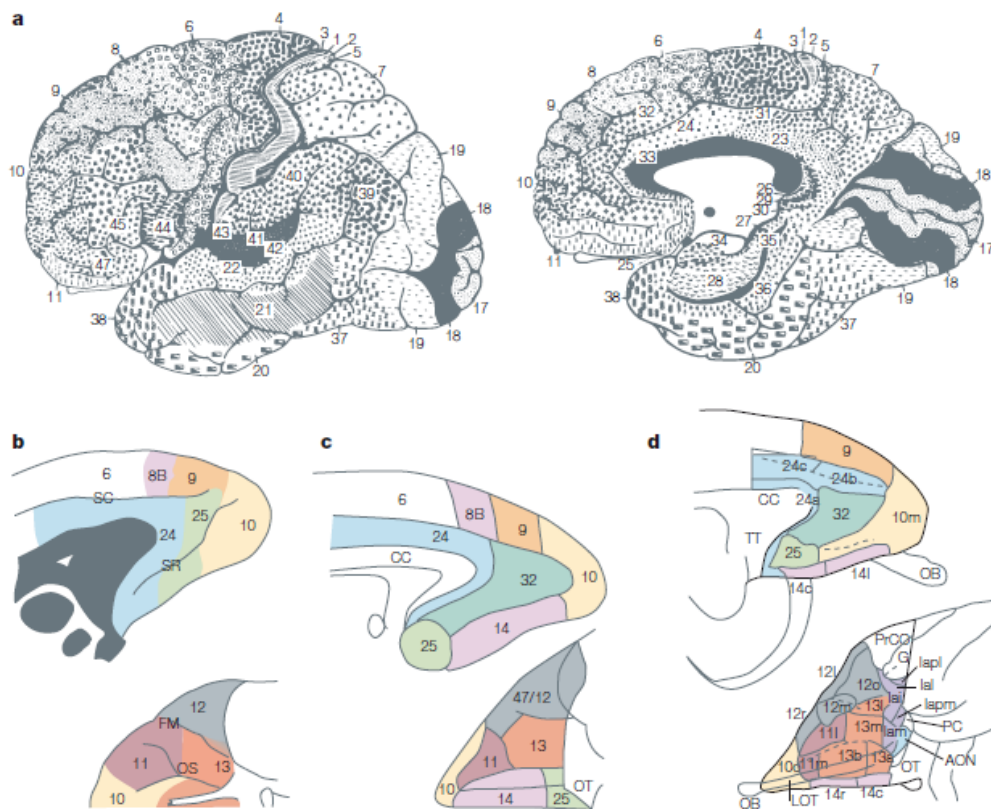 a
6
4
3
1
2
5
8
7
9
10
19
40
39
18
45
44
43
41
42
47
22
11
21
38
17
37
19
18
20
4
3
1
2
5
6
7
8
32
31
9
24
23
19
33
10
18
26
29
30
27
34
35
17
11
25
28
38
36
18
19
37
20
b
6
8B
9
SC
25
24
10
SR
12
FM
11
OS
13
10
c
6
8B
9
24
CC
32
10
14
25
47/12
13
11
10
OT
14
25
d
9
24c
24b
CC
24a
32
10m
TT
25
14l
OB
14c
PrCO
G
Iapl
12l
12o
Iai
Ial
12m
13l
Iapm
12r
11l
13m
PC
Iam
10o
11m
13b
13a
AON
OT
OB
LOT
14r
14c